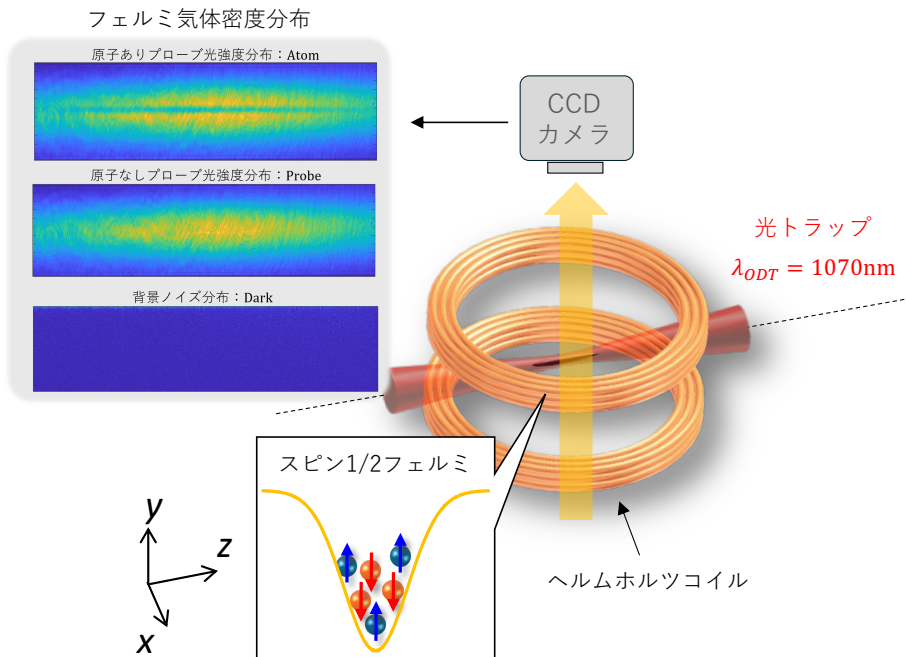 フェルミ気体密度分布
原子ありプローブ光強度分布：Atom
原子なしプローブ光強度分布：Probe
背景ノイズ分布：Dark
CCD
カメラ
光トラップ
λ_ODT = 1070nm
スピン1/2フェルミ
ヘルムホルツコイル
y
z
x